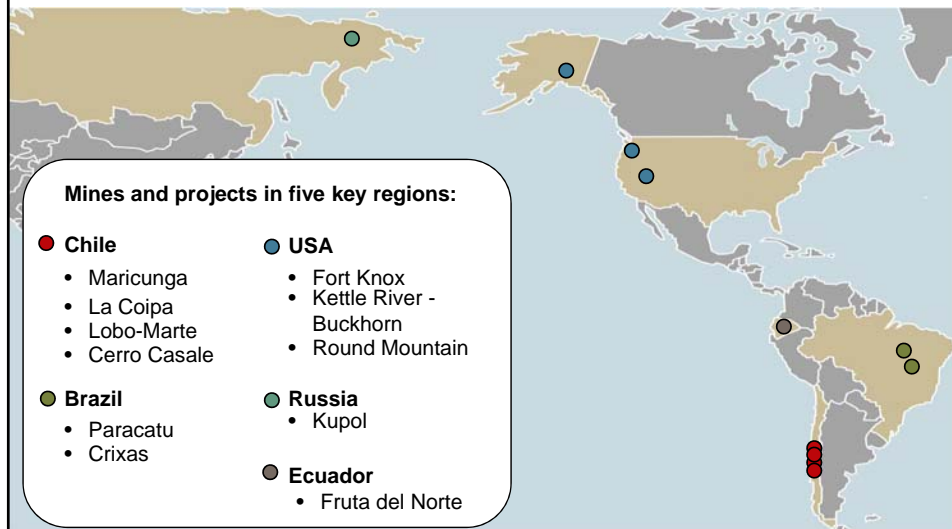 Mines and projects in five key regions:
Chile
• Maricunga
• La Coipa
• Lobo-Marte
• Cerro Casale
Brazil
• Paracatu
• Crixas
USA
• Fort Knox
• Kettle River -
Buckhorn
• Round Mountain
Russia
• Kupol
Ecuador
• Fruta del Norte